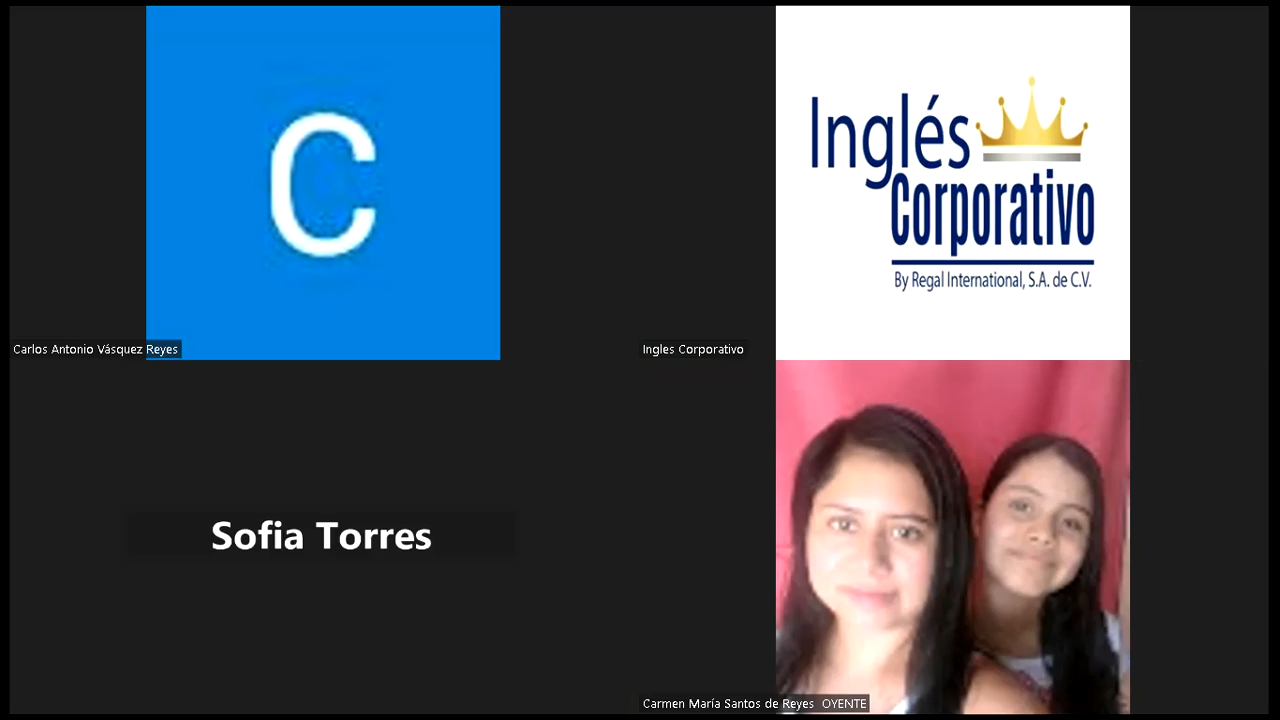 C
Carlos Antonio Vásquez Reyes
Inglés
Corporativo
By Regal International, S.A. de C.V.
Ingles Corporativo
Sofia Torres
Carmen María Santos de Reyes OYENTE